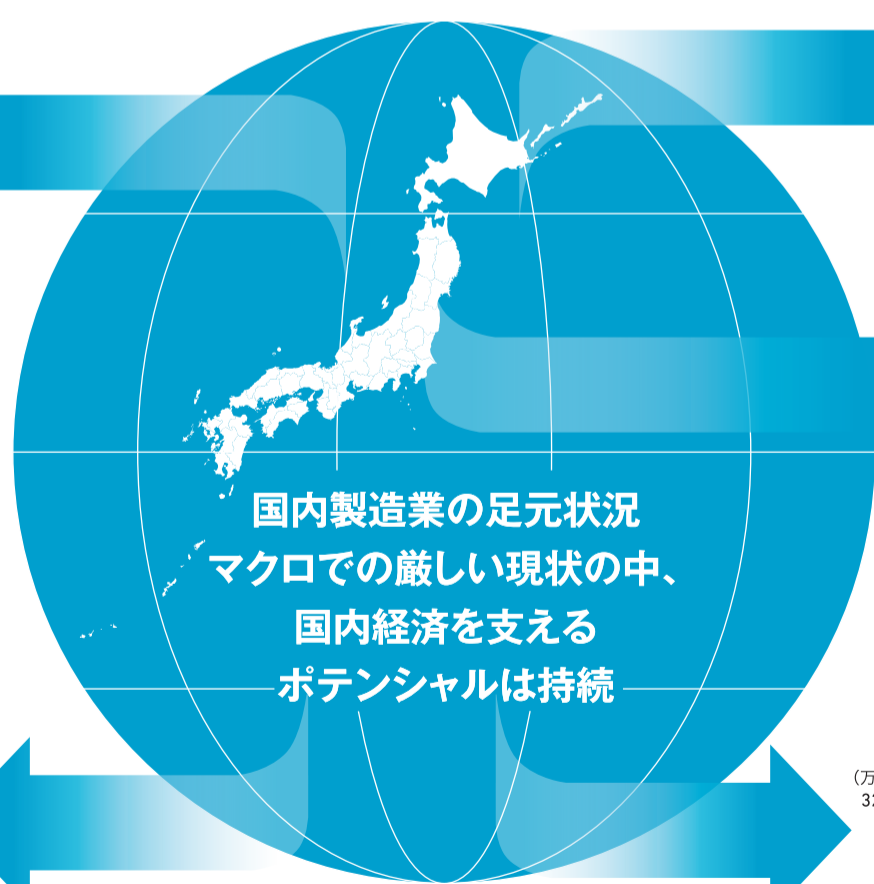 国内製造業の足元状況
マクロでの厳しい現状の中、
国内経済を支える
ポテンシャルは持続
（万